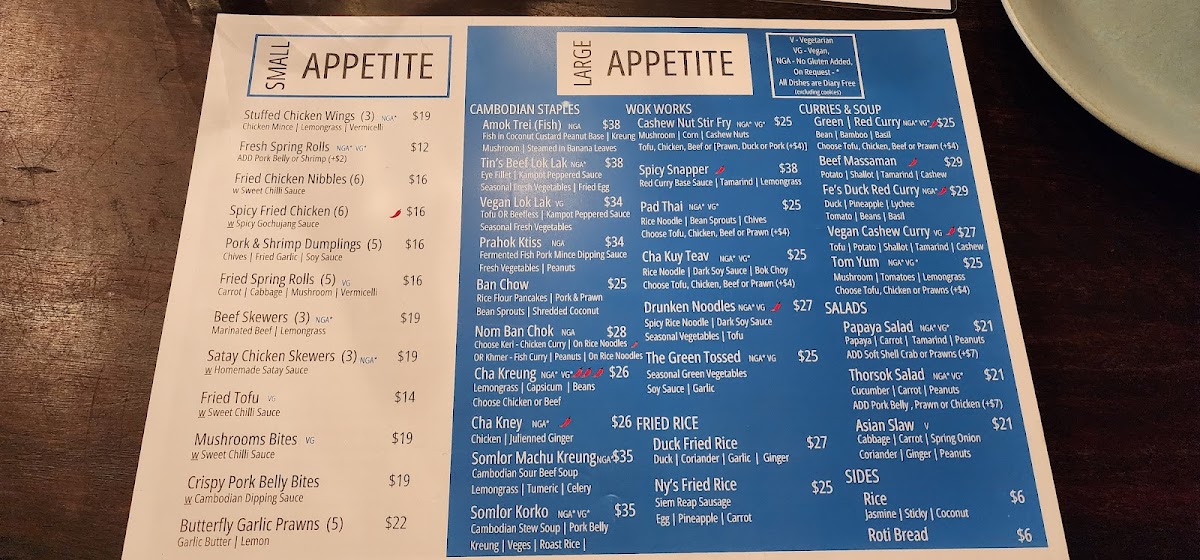 SMALL APPETITE
Stuffed Chicken Wings (3) NGA* $19
Chicken Mince | Lemongrass | Vermicelli
Fresh Spring Rolls NGA* VG* $12
ADD Pork Belly or Shrimp (+$2)
Fried Chicken Nibbles (6) $16
w Sweet Chilli Sauce
Spicy Fried Chicken (6) $16
w Spicy Gochujang Sauce
Pork & Shrimp Dumplings (5) $16
Chives | Fried Garlic | Soy Sauce
Fried Spring Rolls (5) VG $16
Carrot | Cabbage | Mushroom | Vermicelli
Beef Skewers (3) NGA* $19
Marinated Beef | Lemongrass
Satay Chicken Skewers (3) NGA* $19
w Homemade Satay Sauce
Fried Tofu VG $14
w Sweet Chilli Sauce
Mushrooms Bites VG $19
w Sweet Chilli Sauce
Crispy Pork Belly Bites $19
w Cambodian Dipping Sauce
Butterfly Garlic Prawns (5) $22
Garlic Butter | Lemon
LARGE APPETITE
V - Vegetarian
VG - Vegan,
NGA - No Gluten Added,
On Request - *
All Dishes are Diary Free
(excluding cookies)
CAMBODIAN STAPLES
Amok Trei (Fish) NGA $38
Fish in Coconut Custard Peanut Base | Kreung
Mushroom | Steamed in Banana Leaves
Tin's Beef Lok Lak NGA* $38
Eye Fillet | Kampot Peppered Sauce
Seasonal Fresh Vegetables | Fried Egg
Vegan Lok Lak VG $34
Tofu OR Beefless | Kampot Peppered Sauce
Seasonal Fresh Vegetables
Prahok Ktiss NGA $34
Fermented Fish Pork Mince Dipping Sauce
Fresh Vegetables | Peanuts
Ban Chow $25
Rice Flour Pancakes | Pork & Prawn
Bean Sprouts | Shredded Coconut
Nom Ban Chok NGA $28
Choose Keri - Chicken Curry | On Rice Noodles
OR Khmer - Fish Curry | Peanuts | On Rice Noodles
Cha Kreung NGA* VG* $26
Lemongrass | Capsicum | Beans
Choose Chicken or Beef
Cha Kney NGA* $26
Chicken | Julienned Ginger
Somlor Machu Kreung NGA* $35
Cambodian Sour Beef Soup
Lemongrass | Tumeric | Celery
Somlor Korko NGA* VG* $35
Cambodian Stew Soup | Pork Belly
Kreung | Veges | Roast Rice |
WOK WORKS
Cashew Nut Stir Fry NGA* VG* $25
Mushroom | Corn | Cashew Nuts
Tofu, Chicken, Beef or [Prawn, Duck or Pork (+$4)]
Spicy Snapper $38
Red Curry Base Sauce | Tamarind | Lemongrass
Pad Thai NGA* VG* $25
Rice Noodle | Bean Sprouts | Chives
Choose Tofu, Chicken, Beef or Prawn (+$4)
Cha Kuy Teav NGA* VG* $25
Rice Noodle | Dark Soy Sauce | Bok Choy
Choose Tofu, Chicken, Beef or Prawn (+$4)
Drunken Noodles NGA* VG $27
Spicy Rice Noodle | Dark Soy Sauce
Seasonal Vegetables | Tofu
The Green Tossed NGA* VG $25
Seasonal Green Vegetables
Soy Sauce | Garlic
FRIED RICE
Duck Fried Rice $27
Duck | Coriander | Garlic | Ginger
Ny's Fried Rice $25
Siem Reap Sausage
Egg | Pineapple | Carrot
CURRIES & SOUP
Green | Red Curry NGA* VG* $25
Bean | Bamboo | Basil
Choose Tofu, Chicken, Beef or Prawn (+$4)
Beef Massaman $29
Potato | Shallot | Tamarind | Cashew
Fe's Duck Red Curry NGA* $29
Duck | Pineapple | Lychee
Tomato | Beans | Basil
Vegan Cashew Curry VG $27
Tofu | Potato | Shallot | Tamarind | Cashew
Tom Yum NGA* VG* $25
Mushroom | Tomatoes | Lemongrass
Choose Tofu, Chicken or Prawns (+$4)
SALADS
Papaya Salad NGA* VG* $21
Papaya | Carrot | Tamarind | Peanuts
ADD Soft Shell Crab or Prawns (+$7)
Thorsok Salad NGA* VG* $21
Cucumber | Carrot | Peanuts
ADD Pork Belly , Prawn or Chicken (+$7)
Asian Slaw V $21
Cabbage | Carrot | Spring Onion
Coriander | Ginger | Peanuts
SIDES
Rice $6
Jasmine | Sticky | Coconut
Roti Bread $6